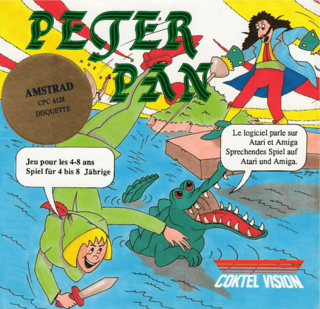 PETER
PAN
AMSTRAD
CPC 6128
DISQUETTE
Le logiciel parle sur
Atari et Amiga
Sprechendes Spiel auf
Atari und Amiga.
Jeu pour les 4-8 ans
Spiel für 4 bis 8 Jährige
COKTEL VISION